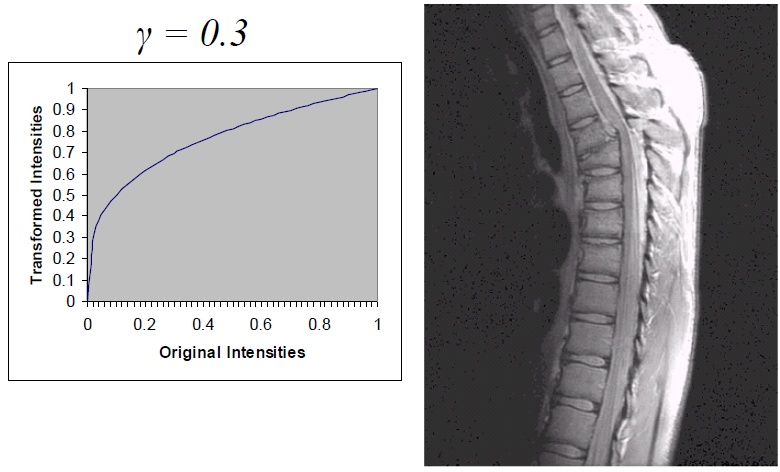 γ = 0.3
1
0.9
0.8
0.7
0.6
0.5
0.4
0.3
0.2
0.1
0
Transformed Intensities
0 0.2 0.4 0.6 0.8 1
Original Intensities